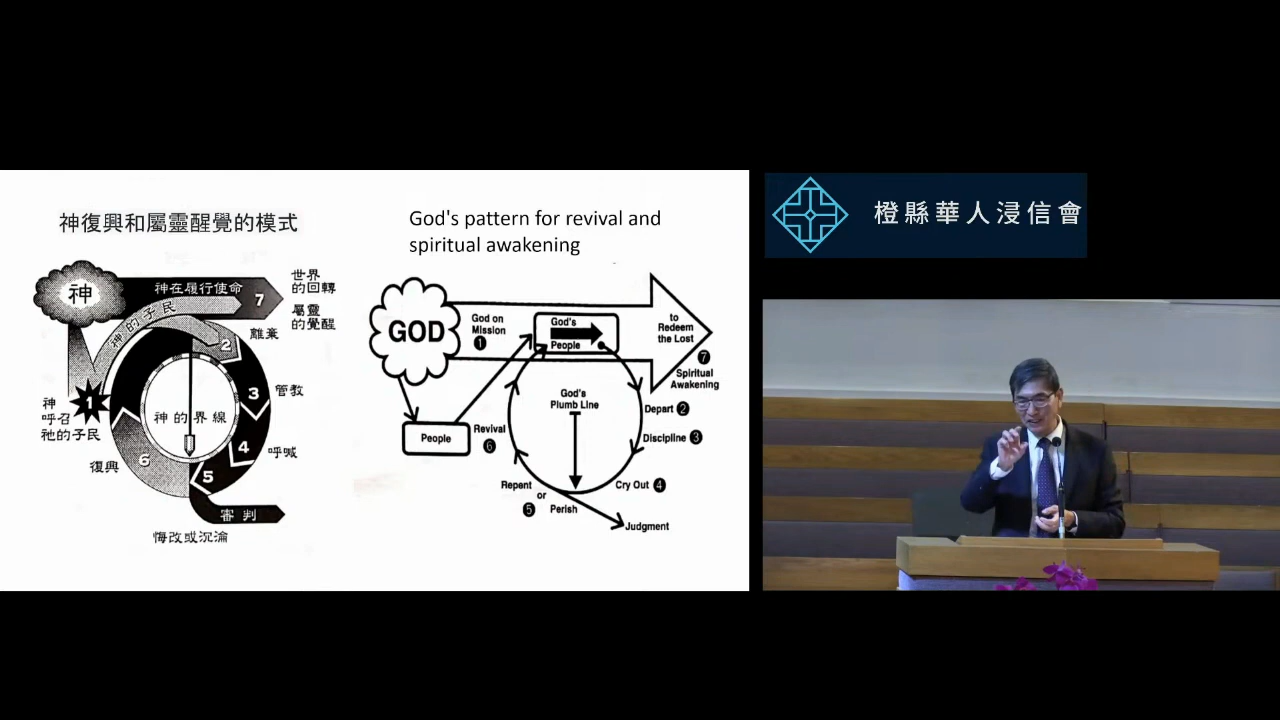 神復興和屬靈醒覺的模式
神
神在履行使命
7
世界
的回轉
屬靈
的覺醒
神的子民
離棄
2
3
管教
1
神
呼召
祂的子民
神的界線
4
呼喊
6
復興
5
審判
悔改或沉淪
God's pattern for revival and
spiritual awakening
GOD
God on
Mission
1
God's
People
to
Redeem
the Lost
7
Spiritual
Awakening
God's
Plumb Line
Depart 2
People
Revival
6
Discipline 3
Repent
or
Perish
5
Cry Out 4
Judgment
橙縣華人浸信會